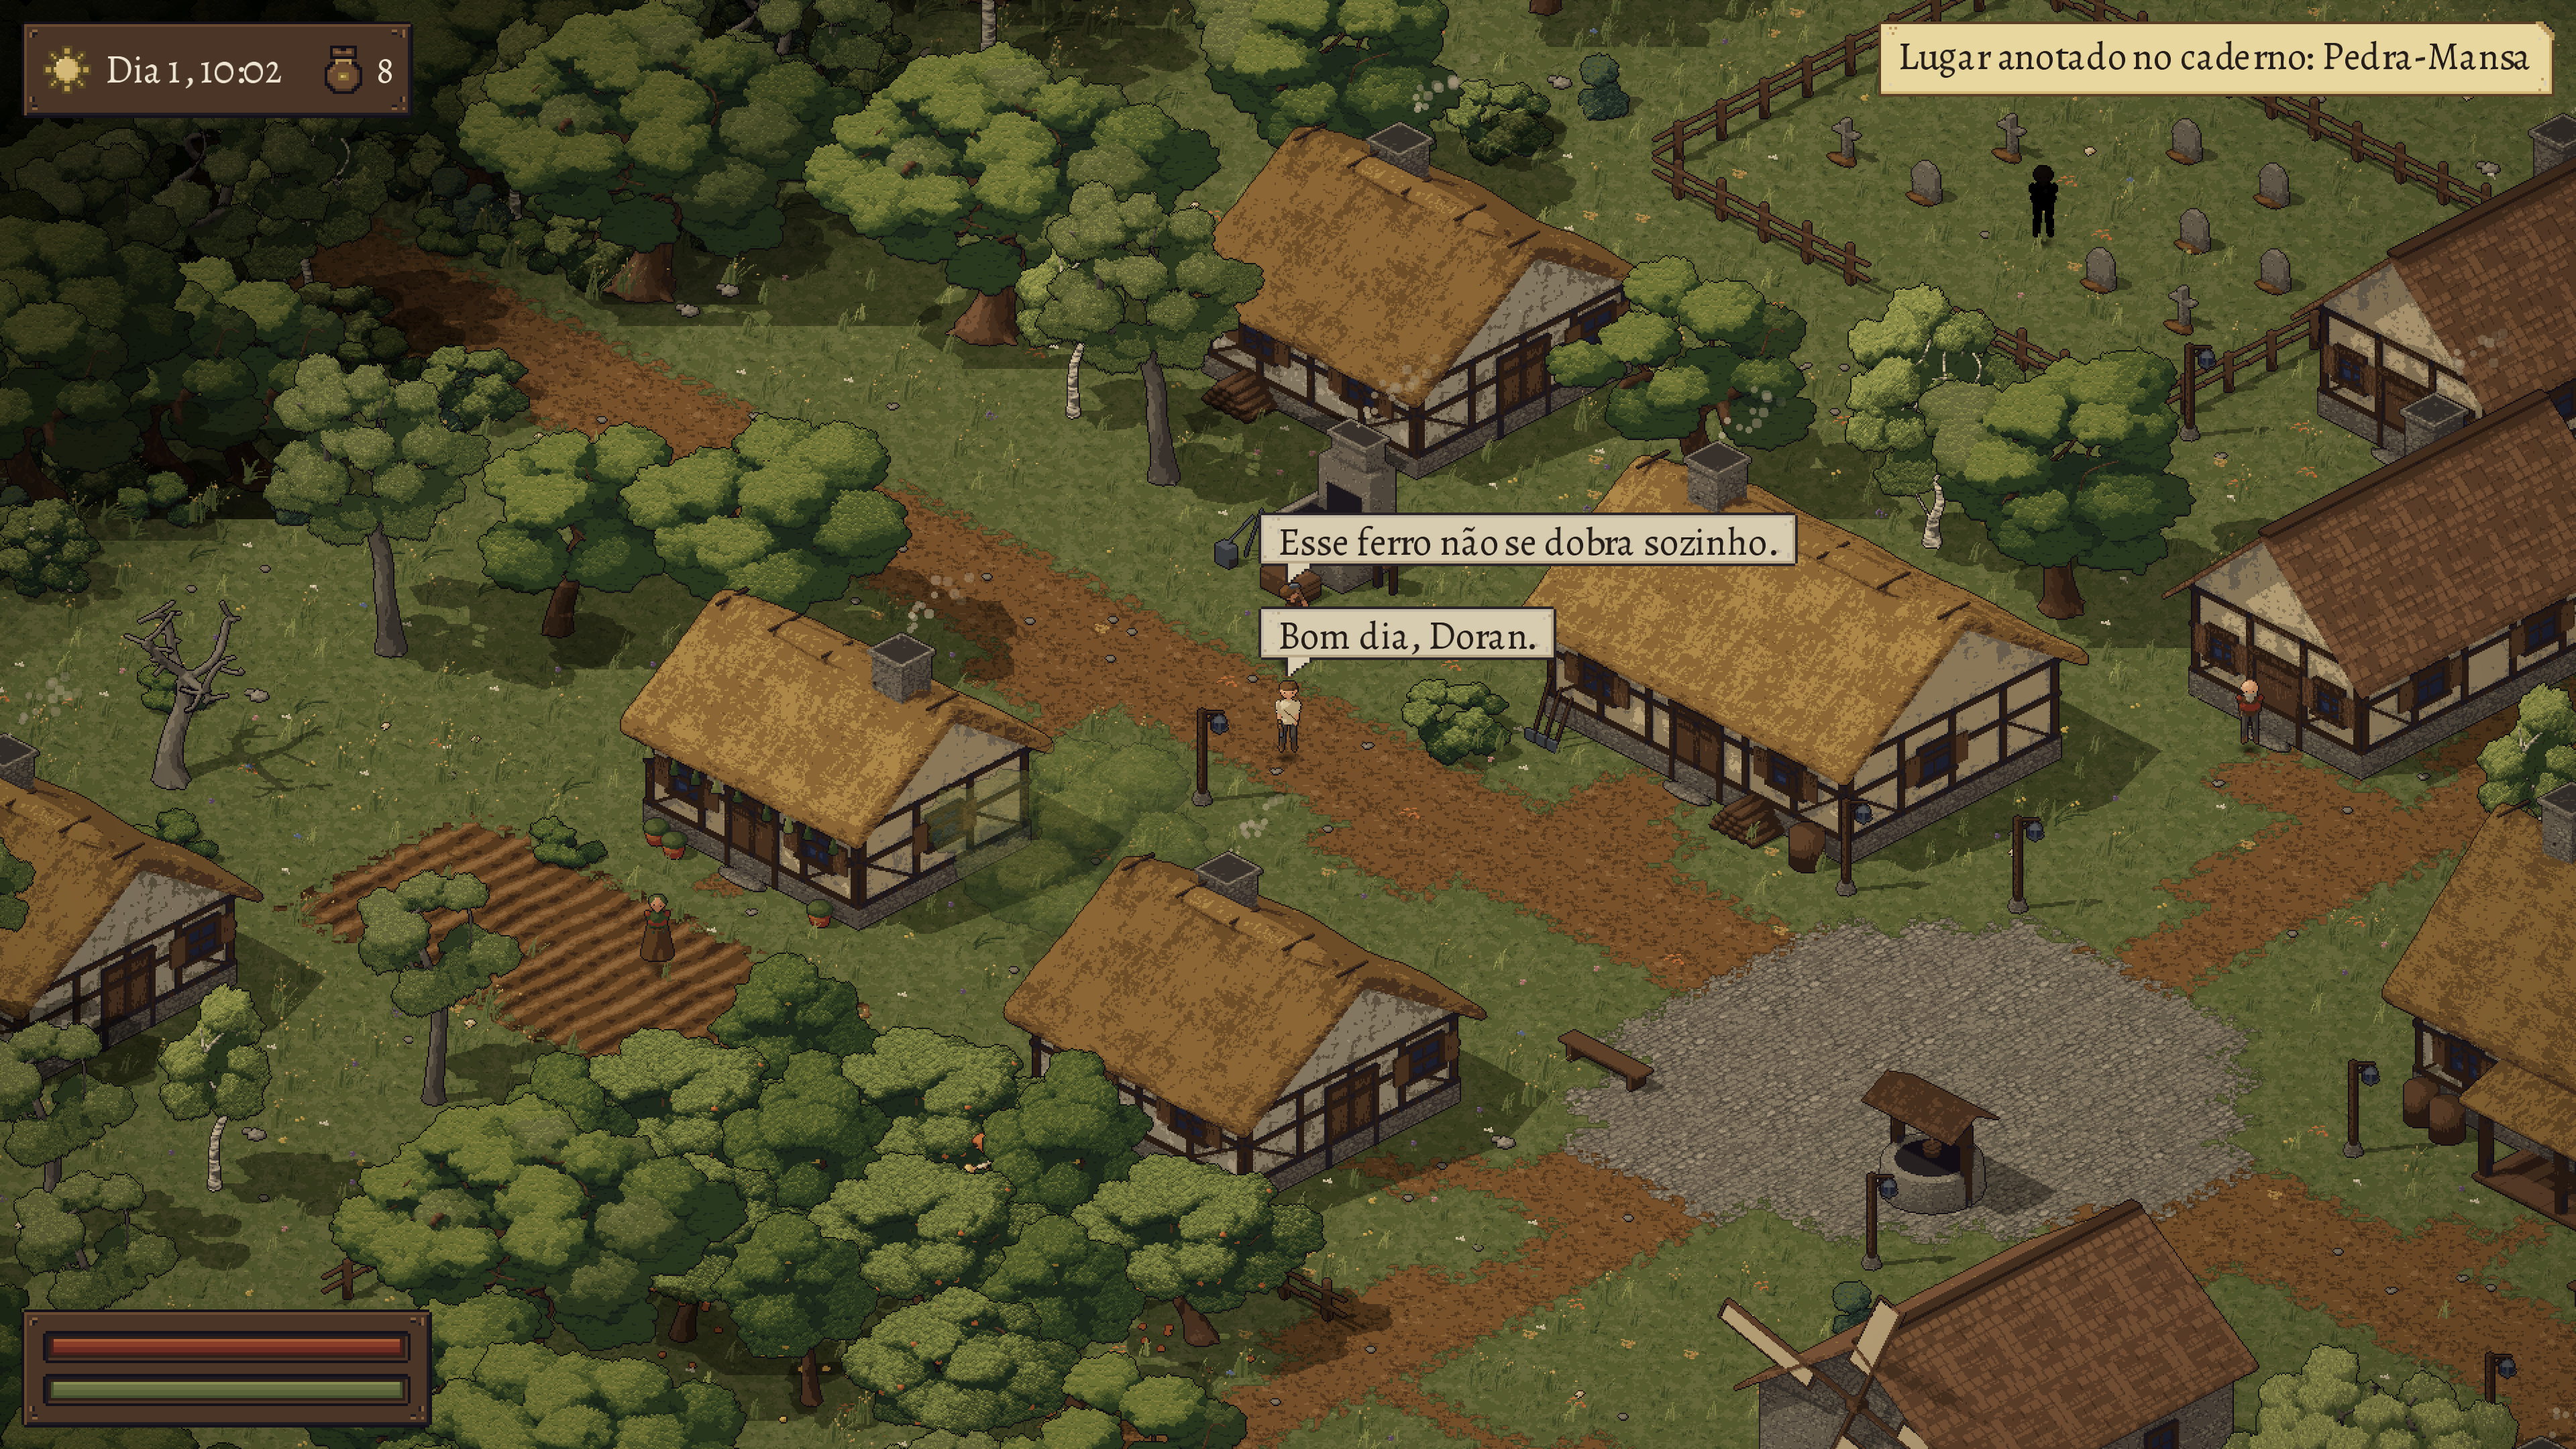 Dia 1, 10:02
8
Lugar anotado no caderno: Pedra-Mansa
Esse ferro não se dobra sozinho.
Bom dia, Doran.